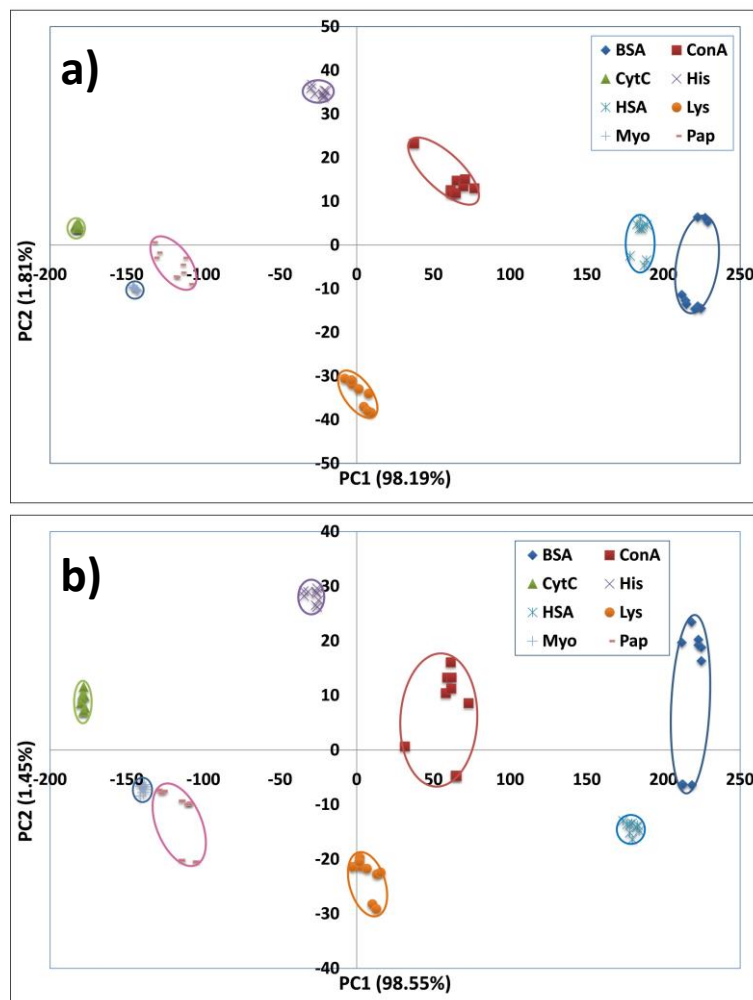 a)
50
40
30
20
10
0
-10
-20
-30
-40
-50
-200 -150 -100 -50 0 50 100 150 200 250
PC2 (1.81%)
PC1 (98.19%)
BSA ConA
CytC His
HSA Lys
Myo Pap
b)
40
30
20
10
0
-10
-20
-30
-40
-200 -150 -100 -50 0 50 100 150 200 250
PC2 (1.45%)
PC1 (98.55%)
BSA ConA
CytC His
HSA Lys
Myo Pap